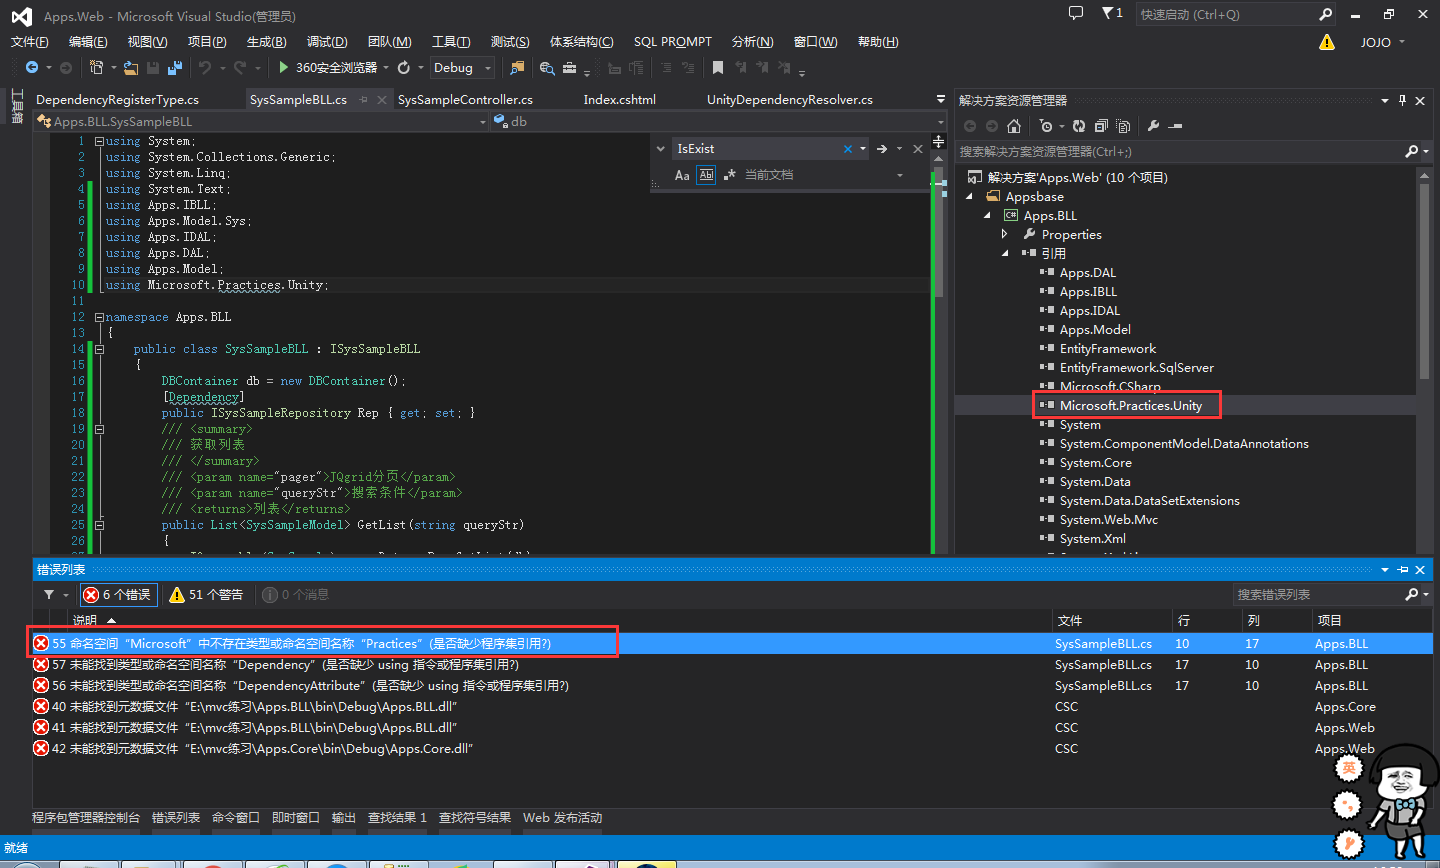 Apps.Web - Microsoft Visual Studio(管理员)
1
快速启动 (Ctrl+Q)
文件(F) 编辑(E) 视图(V) 项目(P) 生成(B) 调试(D) 团队(M) 工具(T) 测试(S) 体系结构(C) SQL PROMPT 分析(N) 窗口(W) 帮助(H)
JOJO
360安全浏览器 Debug
工具箱
DependencyRegisterType.cs SysSampleBLL.cs SysSampleController.cs Index.cshtml UnityDependencyResolver.cs
Apps.BLL.SysSampleBLL db
IsExist
Aa Ab 当前文档
1 using System;
2 using System.Collections.Generic;
3 using System.Linq;
4 using System.Text;
5 using Apps.IBLL;
6 using Apps.Model.Sys;
7 using Apps.IDAL;
8 using Apps.DAL;
9 using Apps.Model;
10 using Microsoft.Practices.Unity;
11
12 namespace Apps.BLL
13 {
14 public class SysSampleBLL : ISysSampleBLL
15 {
16 DBContainer db = new DBContainer();
17 [Dependency]
18 public ISysSampleRepository Rep { get; set; }
19 /// <summary>
20 /// 获取列表
21 /// </summary>
22 /// <param name="pager">JQgrid分页</param>
23 /// <param name="queryStr">搜索条件</param>
24 /// <returns>列表</returns>
25 public List<SysSampleModel> GetList(string queryStr)
26 {
解决方案资源管理器
搜索解决方案资源管理器(Ctrl+;)
解决方案'Apps.Web' (10 个项目)
Appsbase
C# Apps.BLL
Properties
引用
Apps.DAL
Apps.IBLL
Apps.IDAL
Apps.Model
EntityFramework
EntityFramework.SqlServer
Microsoft.CSharp
Microsoft.Practices.Unity
System
System.ComponentModel.DataAnnotations
System.Core
System.Data
System.Data.DataSetExtensions
System.Web.Mvc
System.Xml
错误列表
6 个错误 51 个警告 0 个消息
搜索错误列表
说明 文件 行 列 项目
55 命名空间“Microsoft”中不存在类型或命名空间名称“Practices”(是否缺少程序集引用?) SysSampleBLL.cs 10 17 Apps.BLL
57 未能找到类型或命名空间名称“Dependency”(是否缺少 using 指令或程序集引用?) SysSampleBLL.cs 17 10 Apps.BLL
56 未能找到类型或命名空间名称“DependencyAttribute”(是否缺少 using 指令或程序集引用?) SysSampleBLL.cs 17 10 Apps.BLL
40 未能找到元数据文件“E:\mvc练习\Apps.BLL\bin\Debug\Apps.BLL.dll” CSC Apps.Core
41 未能找到元数据文件“E:\mvc练习\Apps.BLL\bin\Debug\Apps.BLL.dll” CSC Apps.Web
42 未能找到元数据文件“E:\mvc练习\Apps.Core\bin\Debug\Apps.Core.dll” CSC Apps.Web
英
程序包管理器控制台 错误列表 命令窗口 即时窗口 输出 查找结果 1 查找符号结果 Web 发布活动
就绪